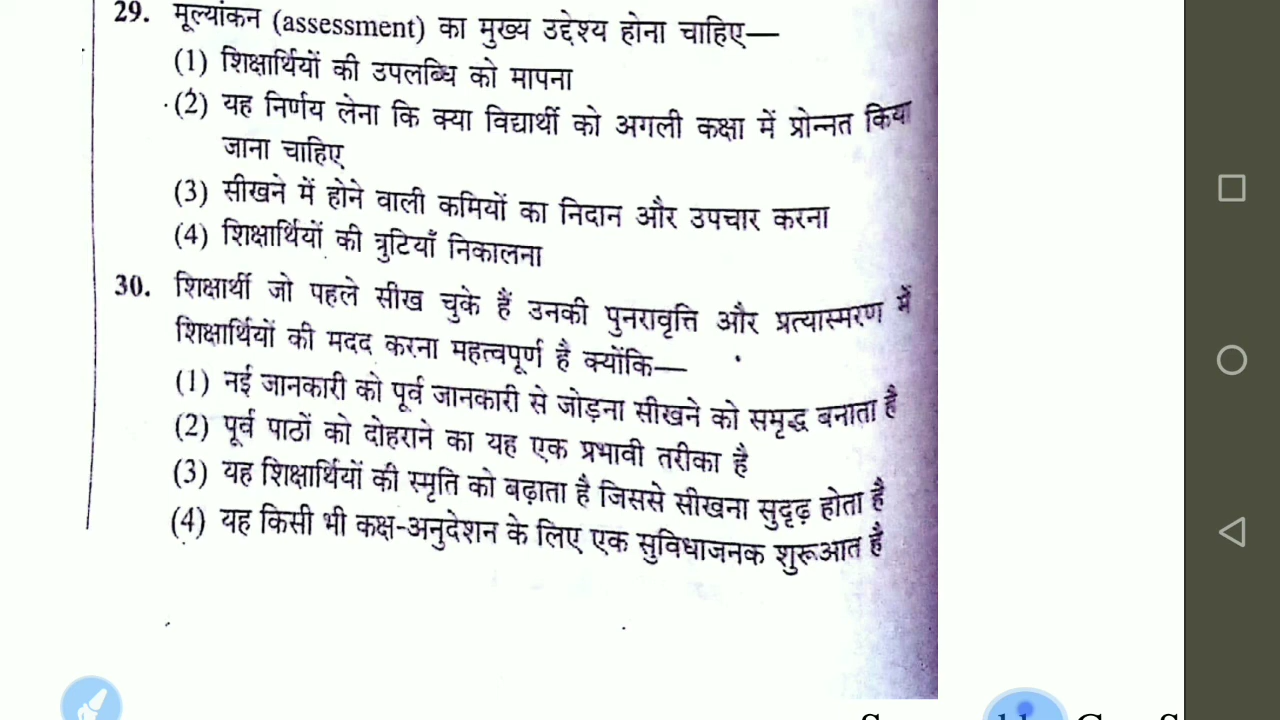 29. मूल्यांकन (assessment) का मुख्य उद्देश्य होना चाहिए—
(1) शिक्षार्थियों की उपलब्धि को मापना
(2) यह निर्णय लेना कि क्या विद्यार्थी को अगली कक्षा में प्रोन्नत किया
जाना चाहिए
(3) सीखने में होने वाली कमियों का निदान और उपचार करना
(4) शिक्षार्थियों की त्रुटियाँ निकालना
30. शिक्षार्थी जो पहले सीख चुके हैं उनकी पुनरावृत्ति और प्रत्यास्मरण में
शिक्षार्थियों की मदद करना महत्वपूर्ण है क्योंकि—
(1) नई जानकारी को पूर्व जानकारी से जोड़ना सीखने को समृद्ध बनाता है
(2) पूर्व पाठों को दोहराने का यह एक प्रभावी तरीका है
(3) यह शिक्षार्थियों की स्मृति को बढ़ाता है जिससे सीखना सुदृढ़ होता है
(4) यह किसी भी कक्ष-अनुदेशन के लिए एक सुविधाजनक शुरूआत है